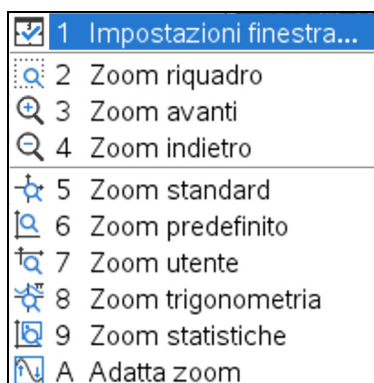 1 Impostazioni finestra...
2 Zoom riquadro
3 Zoom avanti
4 Zoom indietro
5 Zoom standard
6 Zoom predefinito
7 Zoom utente
8 Zoom trigonometria
9 Zoom statistiche
A Adatta zoom